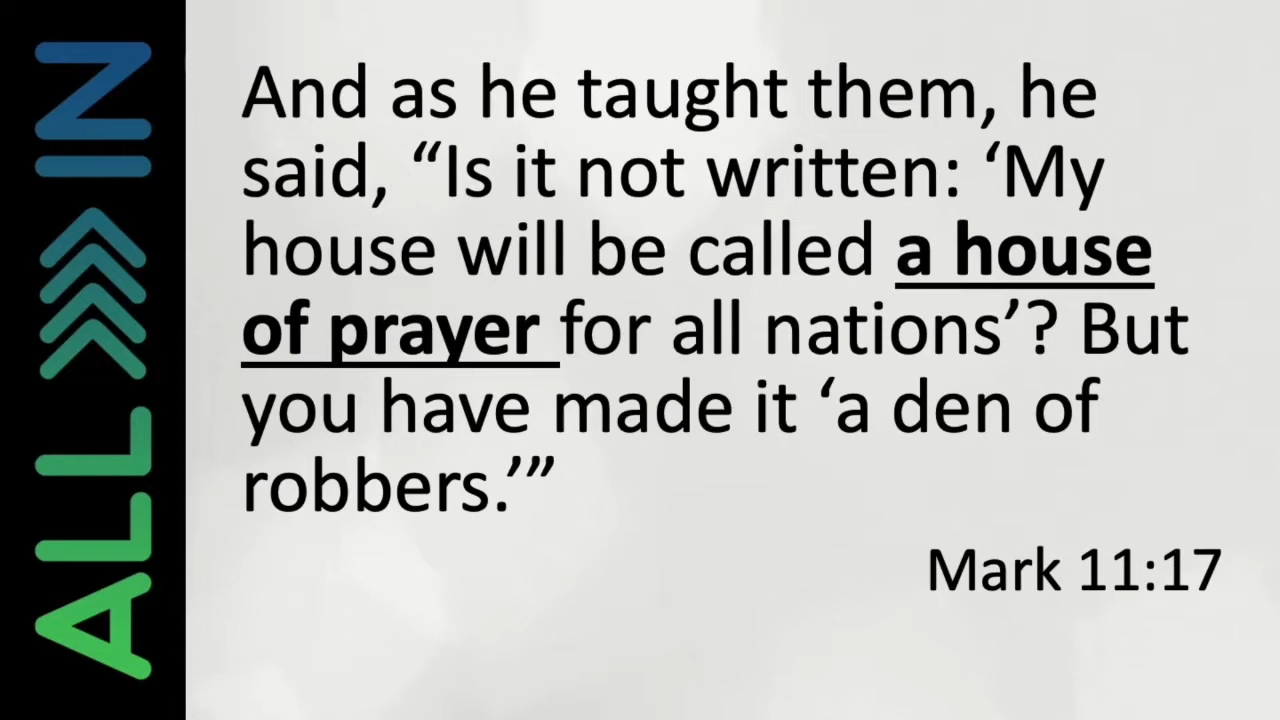 ALL IN
And as he taught them, he
said, “Is it not written: ‘My
house will be called a house
of prayer for all nations’? But
you have made it ‘a den of
robbers.’”
Mark 11:17